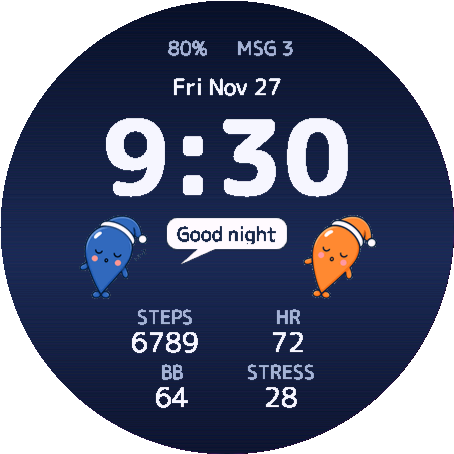 80% MSG 3
Fri Nov 27
9:30
Good night
STEPS HR
6789 72
BB STRESS
64 28